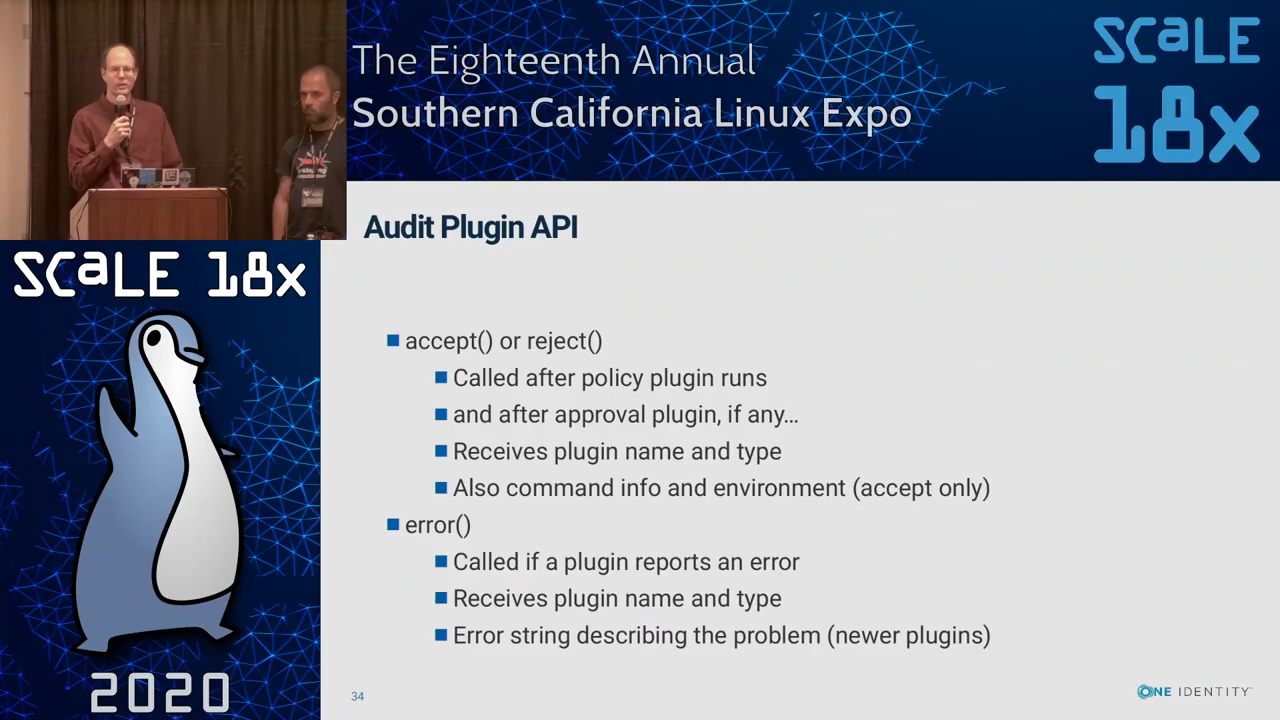 The Eighteenth Annual
Southern California Linux Expo
SCaLE
18x
SCaLE 18x
2020
Audit Plugin API
accept() or reject()
Called after policy plugin runs
and after approval plugin, if any…
Receives plugin name and type
Also command info and environment (accept only)
error()
Called if a plugin reports an error
Receives plugin name and type
Error string describing the problem (newer plugins)
34
ONE IDENTITY